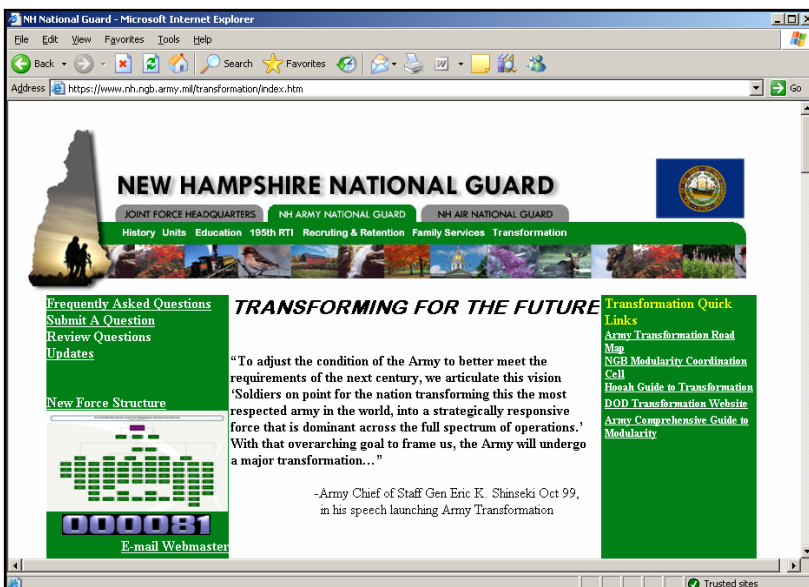 NH National Guard - Microsoft Internet Explorer
File Edit View Favorites Tools Help
Back Search Favorites
Address https://www.nh.ngb.army.mil/transformation/index.htm Go
NEW HAMPSHIRE NATIONAL GUARD
JOINT FORCE HEADQUARTERS NH ARMY NATIONAL GUARD NH AIR NATIONAL GUARD
History Units Education 195th RTI Recruting & Retention Family Services Transformation
Frequently Asked Questions
Submit A Question
Review Questions
Updates
New Force Structure
000081
E-mail Webmaster
TRANSFORMING FOR THE FUTURE
“To adjust the condition of the Army to better meet the
requirements of the next century, we articulate this vision
‘Soldiers on point for the nation transforming this the most
respected army in the world, into a strategically responsive
force that is dominant across the full spectrum of operations.’
With that overarching goal to frame us, the Army will undergo
a major transformation…”
-Army Chief of Staff Gen Eric K. Shinseki Oct 99,
in his speech launching Army Transformation
Transformation Quick
Links
Army Transformation Road
Map
NGB Modularity Coordination
Cell
Hooah Guide to Transformation
DOD Transformation Website
Army Comprehensive Guide to
Modularity
Trusted sites